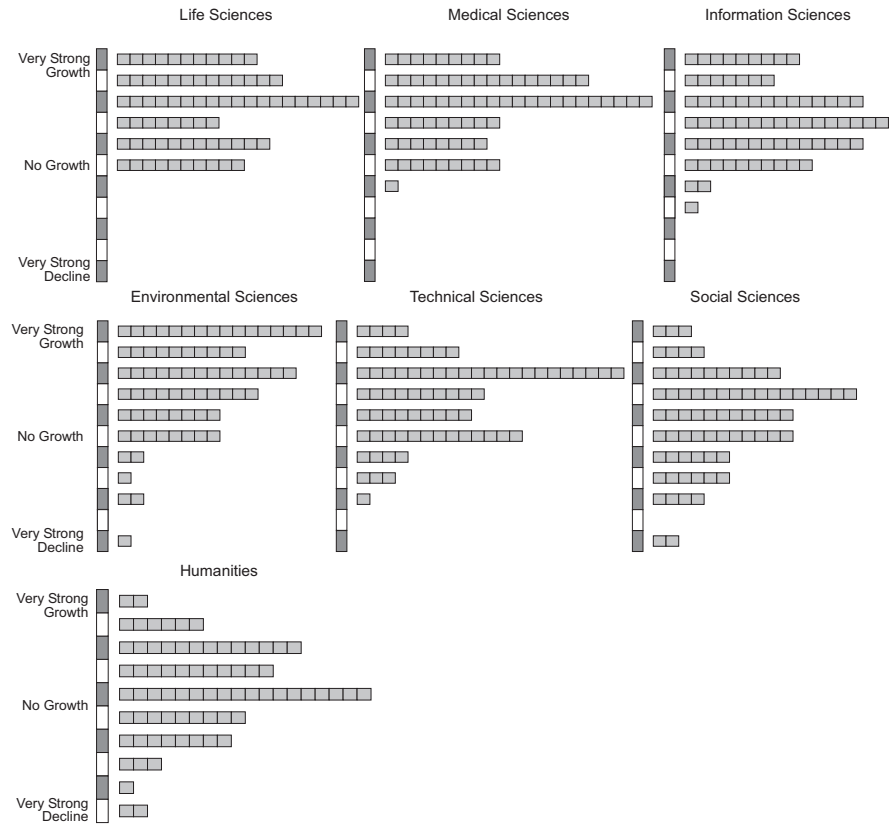 Life Sciences
Medical Sciences
Information Sciences
Very Strong
Growth
No Growth
Very Strong
Decline
Environmental Sciences
Technical Sciences
Social Sciences
Very Strong
Growth
No Growth
Very Strong
Decline
Humanities
Very Strong
Growth
No Growth
Very Strong
Decline